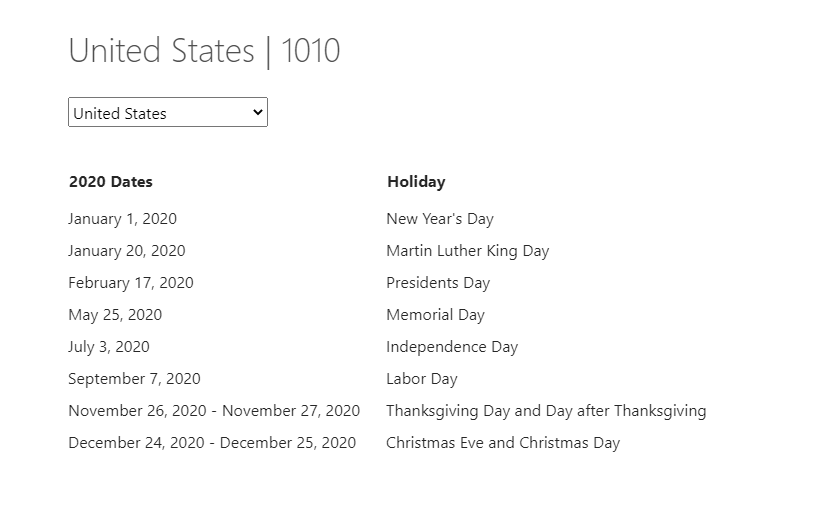 United States | 1010
United States
2020 Dates Holiday
January 1, 2020 New Year's Day
January 20, 2020 Martin Luther King Day
February 17, 2020 Presidents Day
May 25, 2020 Memorial Day
July 3, 2020 Independence Day
September 7, 2020 Labor Day
November 26, 2020 - November 27, 2020 Thanksgiving Day and Day after Thanksgiving
December 24, 2020 - December 25, 2020 Christmas Eve and Christmas Day